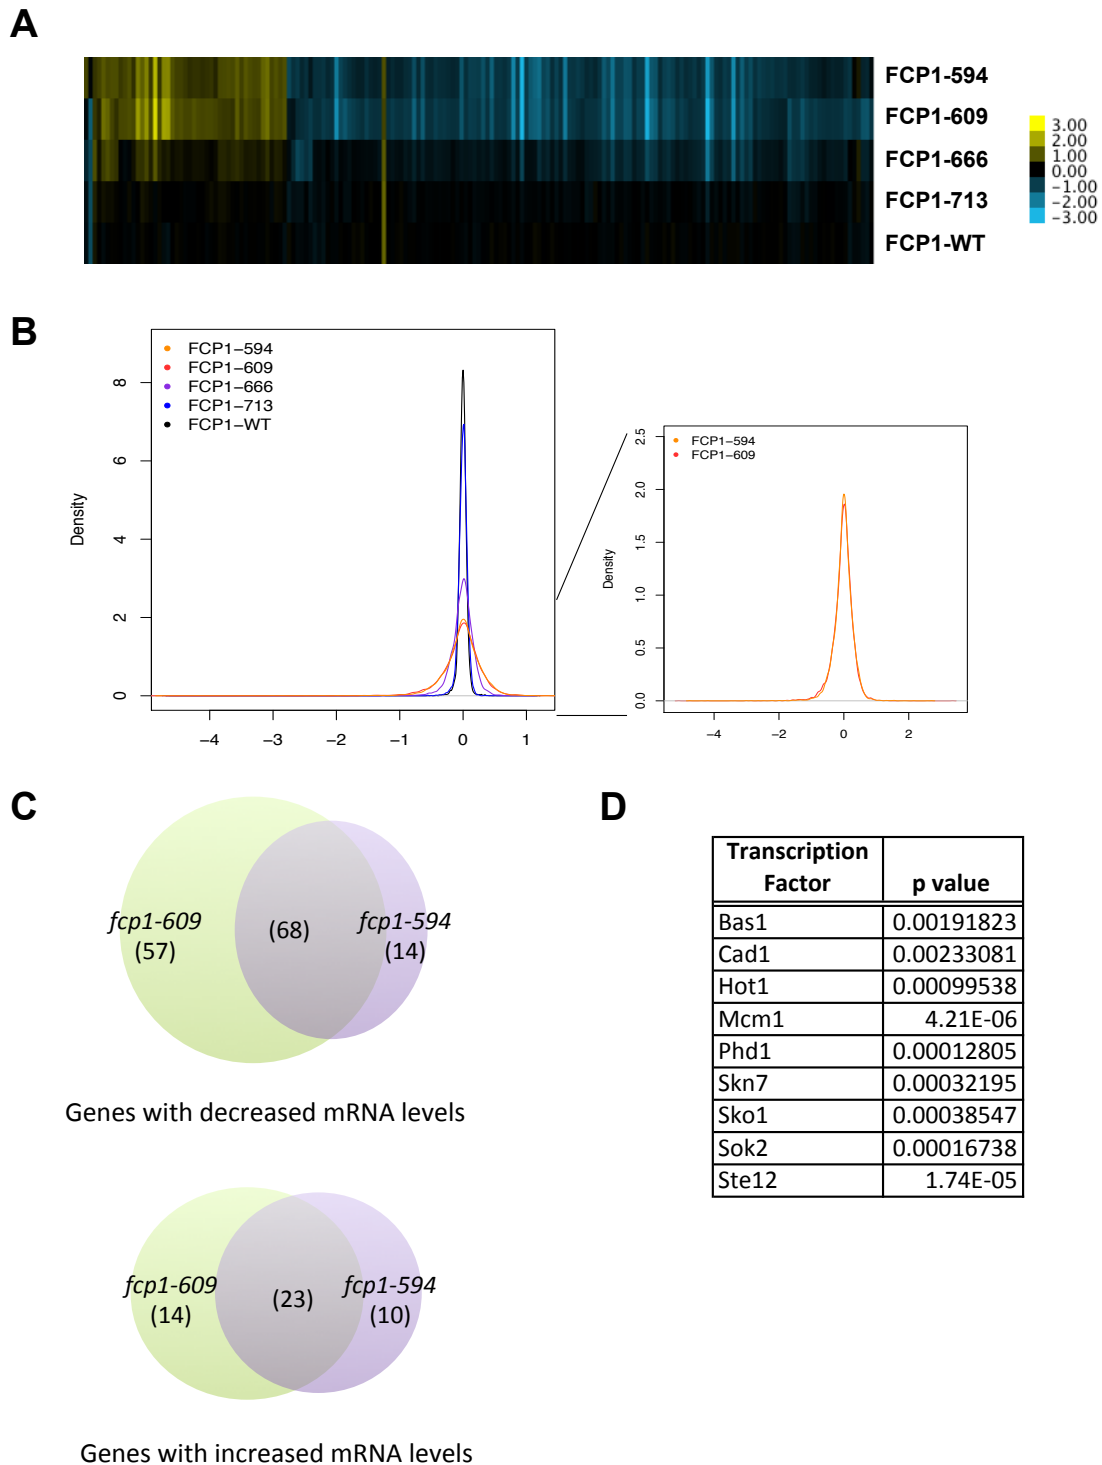 A
FCP1-594
FCP1-609
FCP1-666
FCP1-713
FCP1-WT
3.00
2.00
1.00
0.00
−1.00
−2.00
−3.00
B
FCP1−594
FCP1−609
FCP1−666
FCP1−713
FCP1−WT
Density
8
6
4
2
0
−4 −3 −2 −1 0 1
FCP1−594
FCP1−609
Density
2.5
2.0
1.5
1.0
0.5
0.0
−4 −2 0 2
C
fcp1-609
(57)
(68)
fcp1-594
(14)
Genes with decreased mRNA levels
fcp1-609
(14)
(23)
fcp1-594
(10)
Genes with increased mRNA levels
D
Transcription
Factor p value
Bas1 0.00191823
Cad1 0.00233081
Hot1 0.00099538
Mcm1 4.21E-06
Phd1 0.00012805
Skn7 0.00032195
Sko1 0.00038547
Sok2 0.00016738
Ste12 1.74E-05